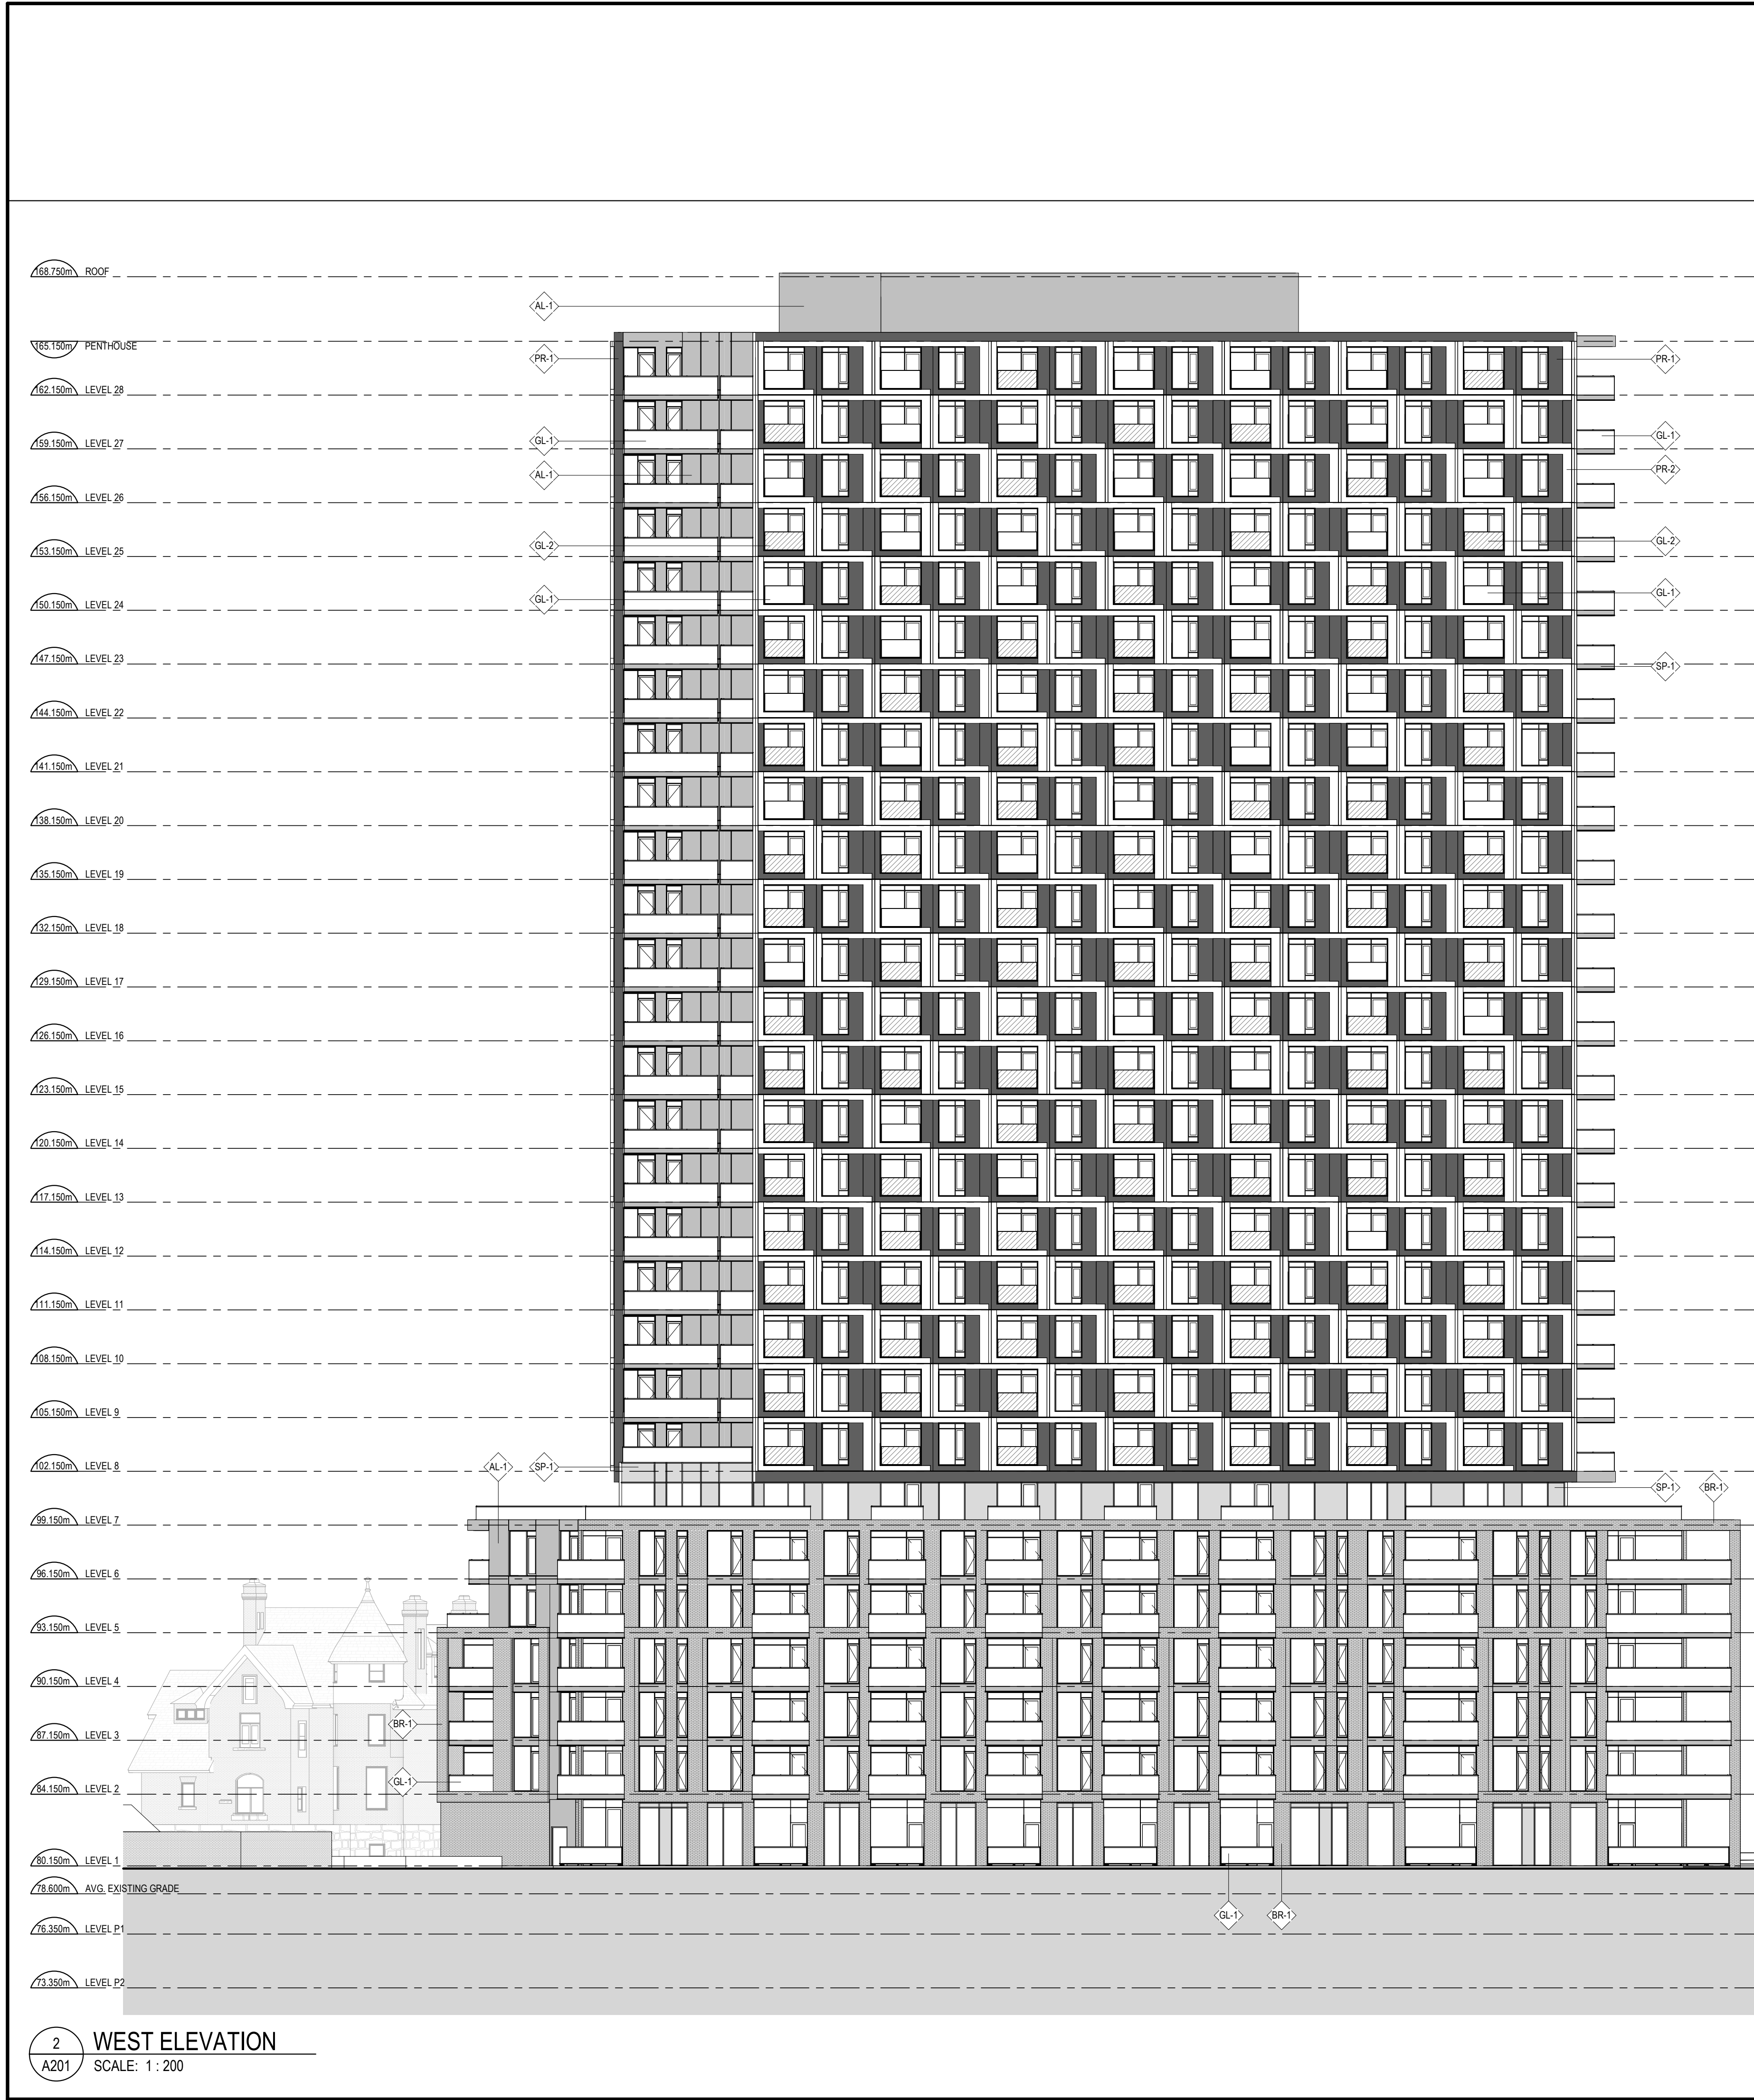 168.750m ROOF
AL-1
165.150m PENTHOUSE
PR-1 PR-1
162.150m LEVEL 28
159.150m LEVEL 27
GL-1 GL-1
AL-1 PR-2
156.150m LEVEL 26
153.150m LEVEL 25
GL-2 GL-2
150.150m LEVEL 24
GL-1 GL-1
147.150m LEVEL 23
SP-1
144.150m LEVEL 22
141.150m LEVEL 21
138.150m LEVEL 20
135.150m LEVEL 19
132.150m LEVEL 18
129.150m LEVEL 17
126.150m LEVEL 16
123.150m LEVEL 15
120.150m LEVEL 14
117.150m LEVEL 13
114.150m LEVEL 12
111.150m LEVEL 11
108.150m LEVEL 10
105.150m LEVEL 9
102.150m LEVEL 8
AL-1 SP-1
SP-1 BR-1
99.150m LEVEL 7
96.150m LEVEL 6
93.150m LEVEL 5
90.150m LEVEL 4
BR-1
87.150m LEVEL 3
84.150m LEVEL 2
GL-1
80.150m LEVEL 1
78.600m AVG. EXISTING GRADE
GL-1 BR-1
76.350m LEVEL P1
73.350m LEVEL P2
2 WEST ELEVATION
A201 SCALE: 1 : 200